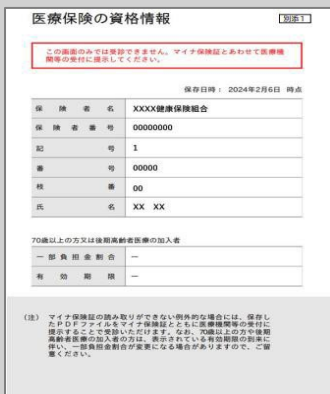 医療保険の資格情報
別添1
この画面のみでは受診できません。マイナ保険証とあわせて医療機
関等の受付に提示してください。
保存日時： 2024年2月6日 時点
保険者名 XXXX健康保険組合
保険者番号 00000000
記号 1
番号 00000
枝番 00
氏名 XX XX
70歳以上の方又は後期高齢者医療の加入者
一部負担金割合 ー
有効期限 ー
（注） マイナ保険証の読み取りができない例外的な場合には、保存し
たPDFファイルをマイナ保険証とともに医療機関等の受付に
提示することで受診いただけます。なお、70歳以上の方や後期
高齢者医療の加入者の方は、表示されている有効期限の到来に
伴い、一部負担金割合が変更になる場合がありますので、ご留
意ください。